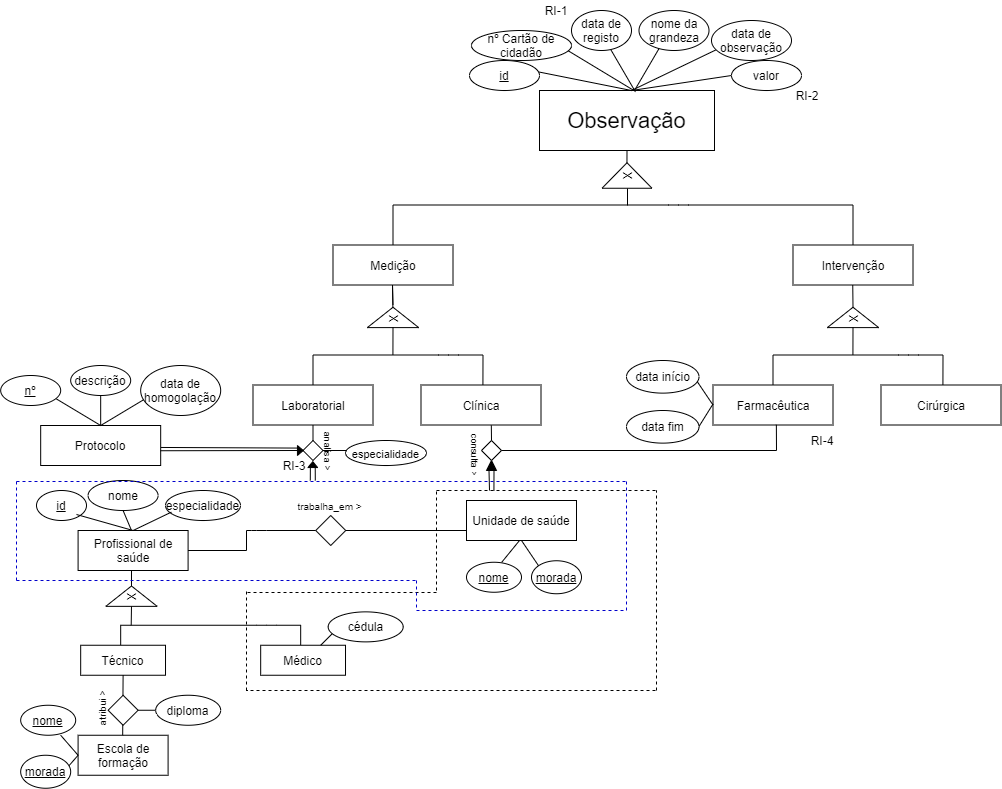 RI-1
data de
registo
nome da
grandeza
nº Cartão de
cidadão
data de
observação
id
valor
RI-2
Observação
X
Medição
Intervenção
X
X
nº
descrição
data de
homogolação
data início
Laboratorial
Clínica
Farmacêutica
Cirúrgica
data fim
Protocolo
analisa >
consulta >
RI-4
especialidade
RI-3
id
nome
especialidade
trabalha_em >
Unidade de saúde
Profissional de
saúde
nome
morada
X
cédula
Técnico
Médico
atribui >
diploma
nome
Escola de
formação
morada